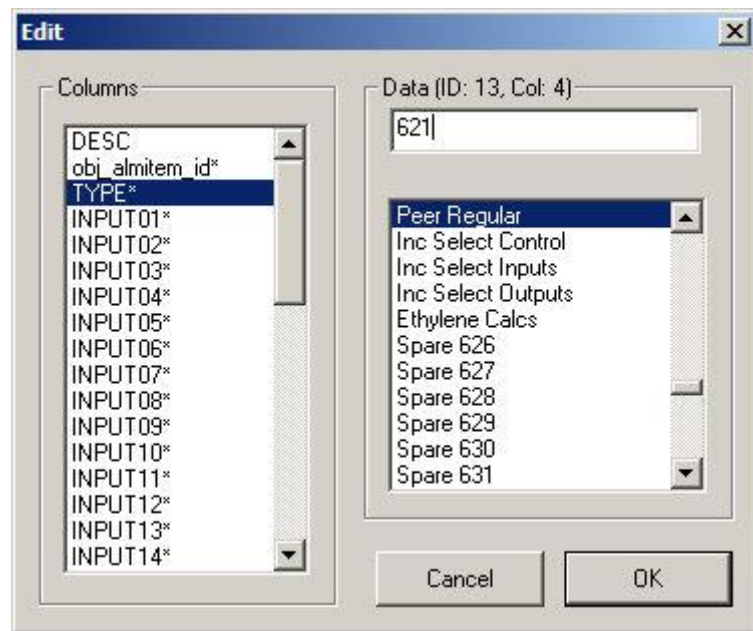 Edit
Columns
DESC
obj_almitem_id*
TYPE*
INPUT01*
INPUT02*
INPUT03*
INPUT04*
INPUT05*
INPUT06*
INPUT07*
INPUT08*
INPUT09*
INPUT10*
INPUT11*
INPUT12*
INPUT13*
INPUT14*
Data (ID: 13, Col: 4)
621
Peer Regular
Inc Select Control
Inc Select Inputs
Inc Select Outputs
Ethylene Calcs
Spare 626
Spare 627
Spare 628
Spare 629
Spare 630
Spare 631
Cancel
OK